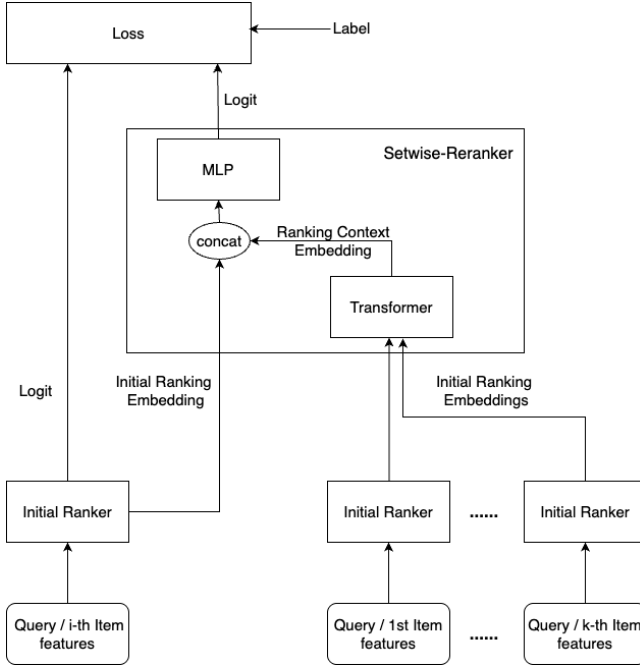 Loss
Label
Logit
Setwise-Reranker
MLP
concat
Ranking Context
Embedding
Transformer
Logit
Initial Ranking
Embedding
Initial Ranking
Embeddings
Initial Ranker
Initial Ranker
......
Initial Ranker
Query / i-th Item
features
Query / 1st Item
features
......
Query / k-th Item
features